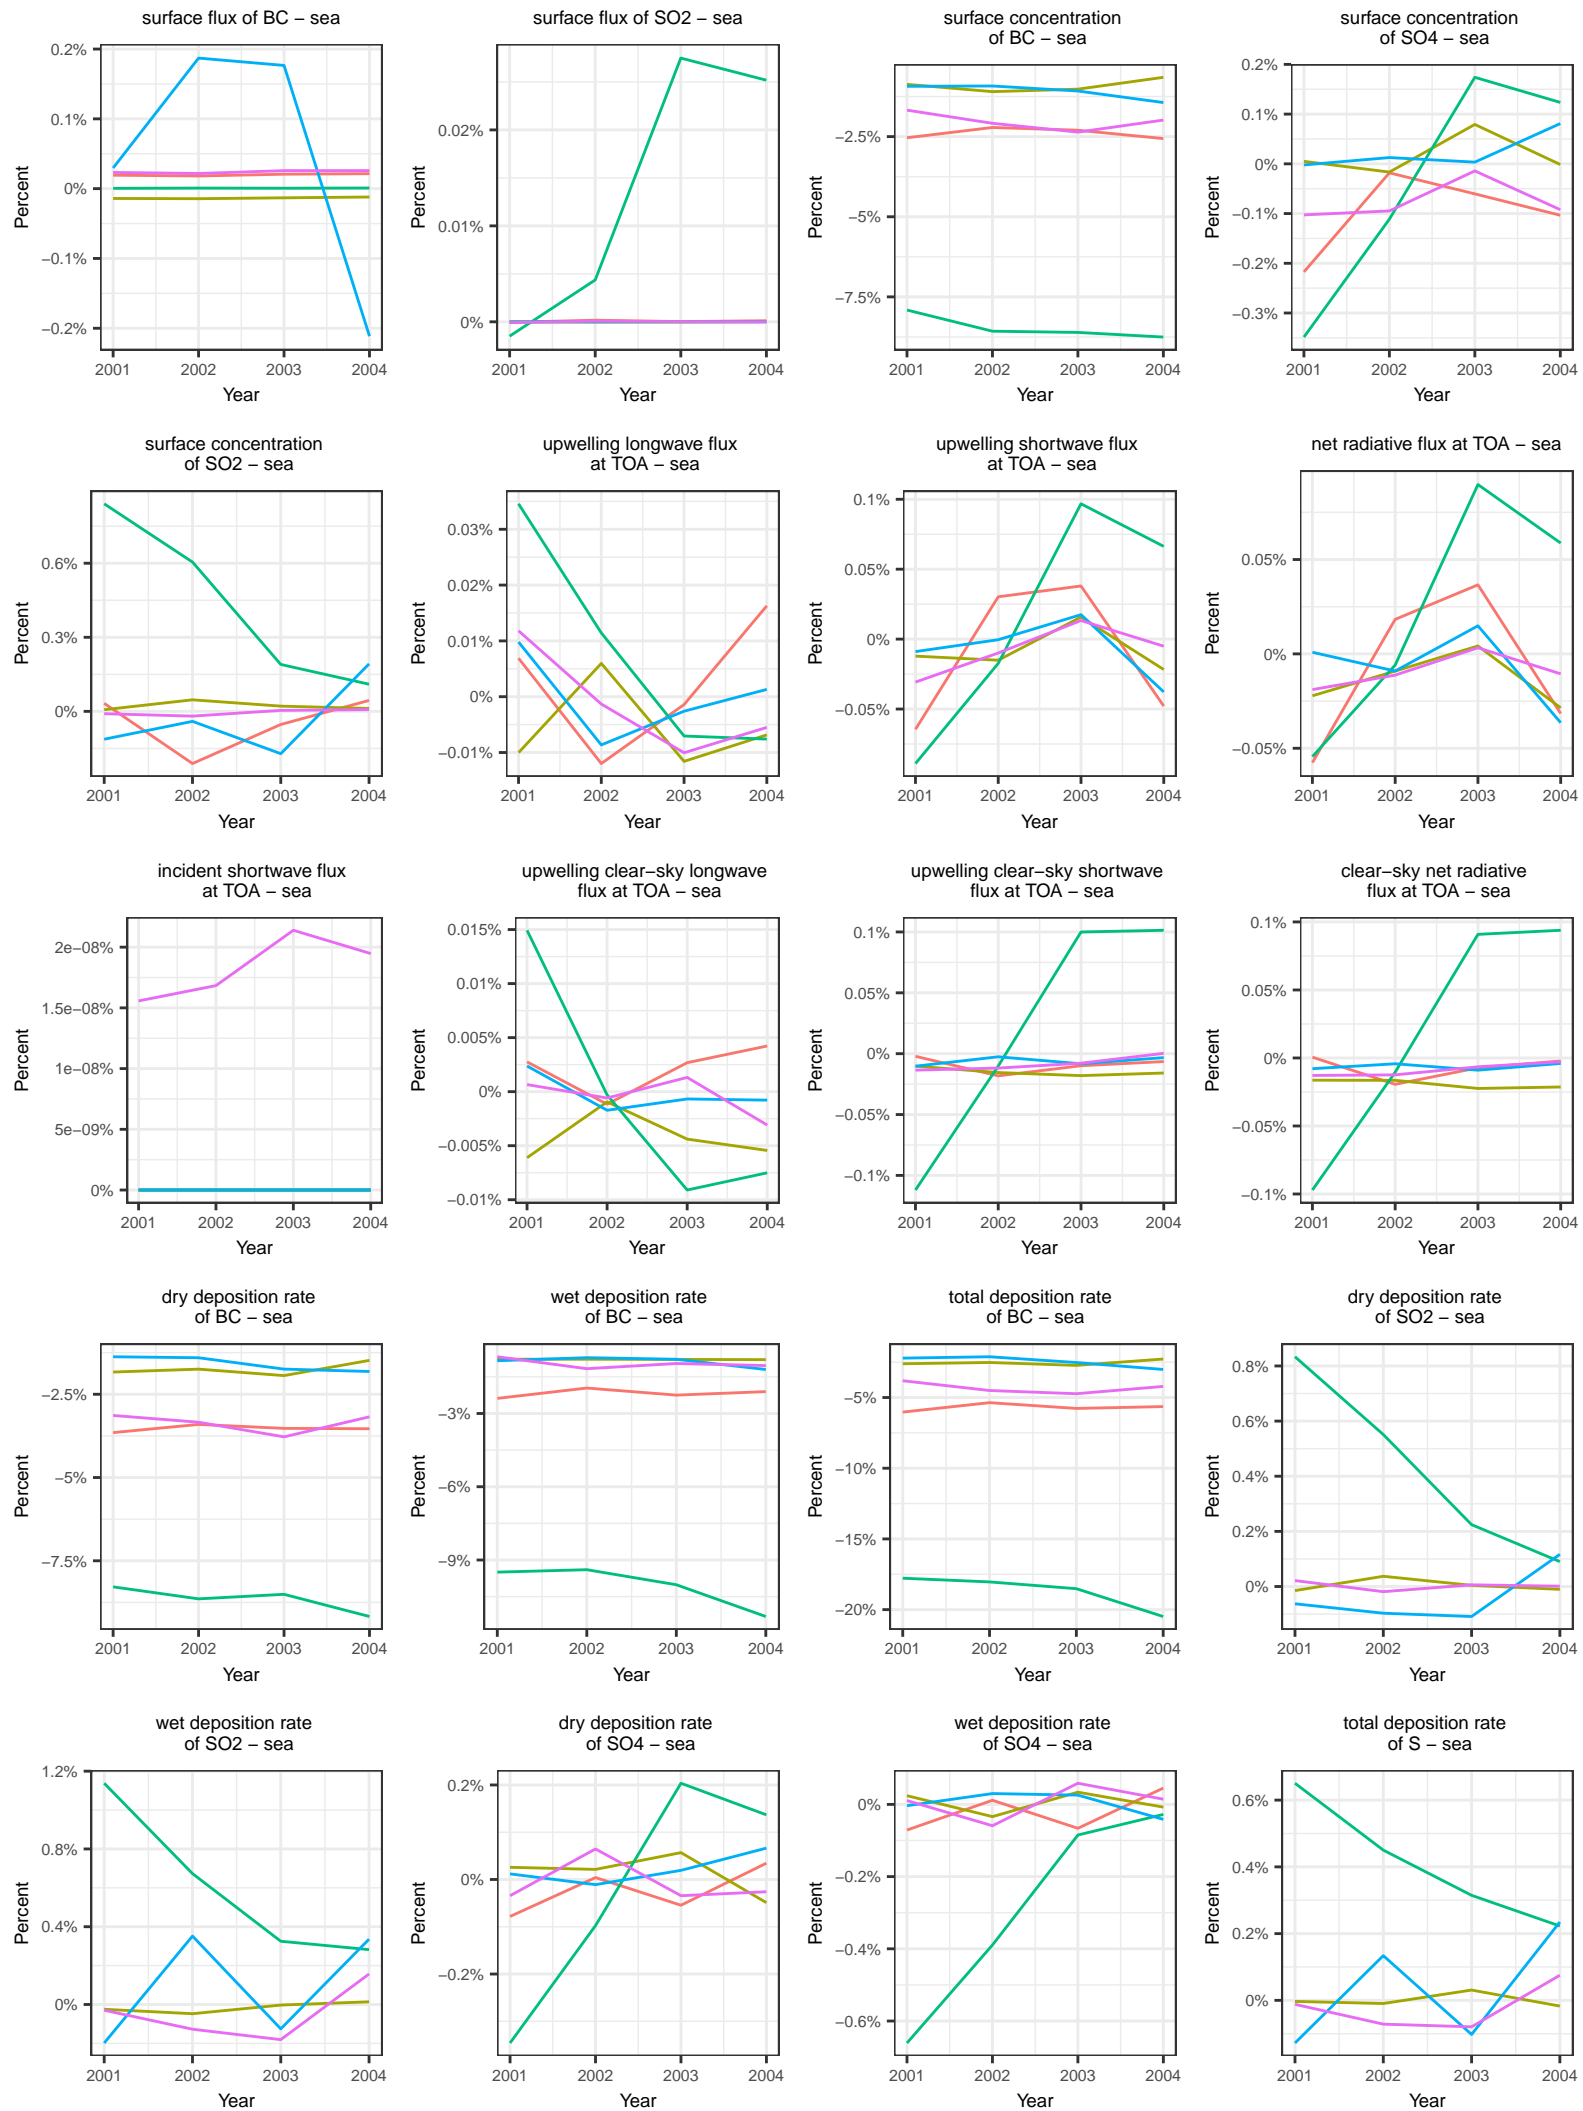 surface flux of BC − sea
0.2%
0.1%
0%
−0.1%
−0.2%
Percent
2001 2002 2003 2004
Year
surface flux of SO2 − sea
0.02%
0.01%
0%
Percent
2001 2002 2003 2004
Year
surface concentration
of BC − sea
−2.5%
−5%
−7.5%
Percent
2001 2002 2003 2004
Year
surface concentration
of SO4 − sea
0.2%
0.1%
0%
−0.1%
−0.2%
−0.3%
Percent
2001 2002 2003 2004
Year
surface concentration
of SO2 − sea
0.6%
0.3%
0%
Percent
2001 2002 2003 2004
Year
upwelling longwave flux
at TOA − sea
0.03%
0.02%
0.01%
0%
−0.01%
Percent
2001 2002 2003 2004
Year
upwelling shortwave flux
at TOA − sea
0.1%
0.05%
0%
−0.05%
Percent
2001 2002 2003 2004
Year
net radiative flux at TOA − sea
0.05%
0%
−0.05%
Percent
2001 2002 2003 2004
Year
incident shortwave flux
at TOA − sea
2e−08%
1.5e−08%
1e−08%
5e−09%
0%
Percent
2001 2002 2003 2004
Year
upwelling clear−sky longwave
flux at TOA − sea
0.015%
0.01%
0.005%
0%
−0.005%
−0.01%
Percent
2001 2002 2003 2004
Year
upwelling clear−sky shortwave
flux at TOA − sea
0.1%
0.05%
0%
−0.05%
−0.1%
Percent
2001 2002 2003 2004
Year
clear−sky net radiative
flux at TOA − sea
0.1%
0.05%
0%
−0.05%
−0.1%
Percent
2001 2002 2003 2004
Year
dry deposition rate
of BC − sea
−2.5%
−5%
−7.5%
Percent
2001 2002 2003 2004
Year
wet deposition rate
of BC − sea
−3%
−6%
−9%
Percent
2001 2002 2003 2004
Year
total deposition rate
of BC − sea
−5%
−10%
−15%
−20%
Percent
2001 2002 2003 2004
Year
dry deposition rate
of SO2 − sea
0.8%
0.6%
0.4%
0.2%
0%
Percent
2001 2002 2003 2004
Year
wet deposition rate
of SO2 − sea
1.2%
0.8%
0.4%
0%
Percent
2001 2002 2003 2004
Year
dry deposition rate
of SO4 − sea
0.2%
0%
−0.2%
Percent
2001 2002 2003 2004
Year
wet deposition rate
of SO4 − sea
0%
−0.2%
−0.4%
−0.6%
Percent
2001 2002 2003 2004
Year
total deposition rate
of S − sea
0.6%
0.4%
0.2%
0%
Percent
2001 2002 2003 2004
Year